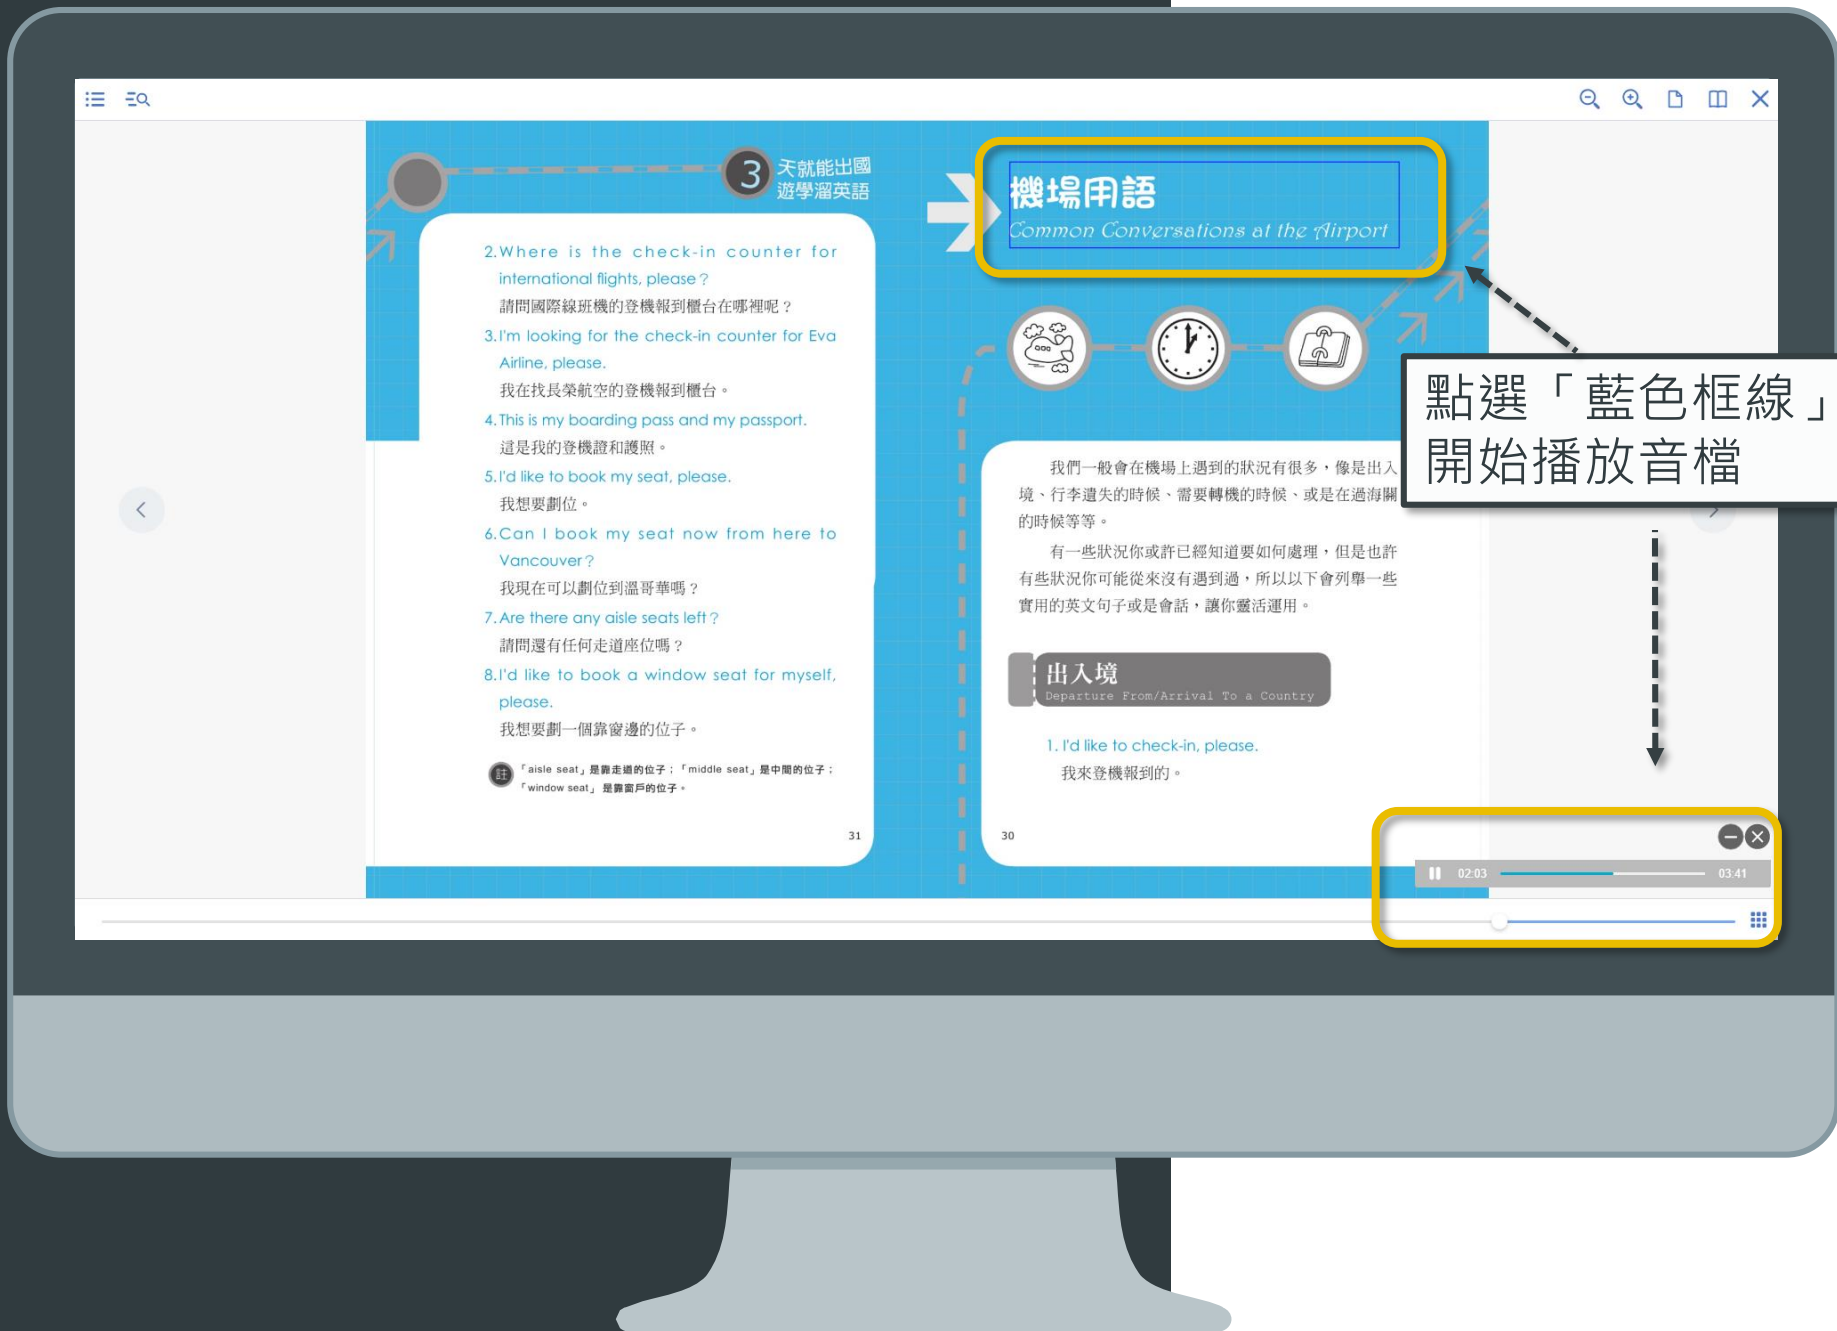 3 天就能出國
遊學溜英語
2.Where is the check-in counter for
international flights, please？
請問國際線班機的登機報到櫃台在哪裡呢？
3.I'm looking for the check-in counter for Eva
Airline, please.
我在找長榮航空的登機報到櫃台。
4.This is my boarding pass and my passport.
這是我的登機證和護照。
5.I'd like to book my seat, please.
我想要劃位。
6.Can I book my seat now from here to
Vancouver？
我現在可以劃位到溫哥華嗎？
7.Are there any aisle seats left？
請問還有任何走道座位嗎？
8.I'd like to book a window seat for myself,
please.
我想要劃一個靠窗邊的位子。
註 「aisle seat」是靠走道的位子；「middle seat」是中間的位子；
「window seat」 是靠窗戶的位子。
31
機場用語
Common Conversations at the Airport
我們一般會在機場上遇到的狀況有很多，像是出入
境、行李遺失的時候、需要轉機的時候、或是在過海關
的時候等等。
有一些狀況你或許已經知道要如何處理，但是也許
有些狀況你可能從來沒有遇到過，所以以下會列舉一些
實用的英文句子或是會話，讓你靈活運用。
出入境
Departure From/Arrival To a Country
1. I'd like to check-in, please.
我來登機報到的。
30
點選「藍色框線」
開始播放音檔
02:03 03:41